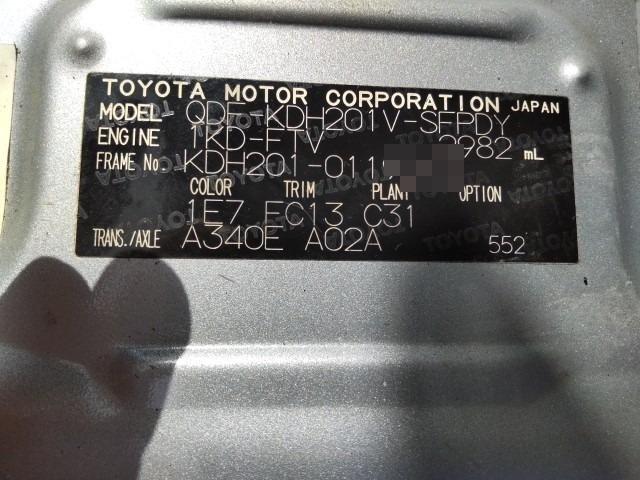 TOYOTA MOTOR CORPORATION JAPAN
MODEL QDF-KDH201V-SFPDY
ENGINE 1KD-FTV 2982 mL
FRAME No. KDH201-011
COLOR TRIM PLANT OPTION
1E7 EC13 C31
TRANS./AXLE A340E A02A 552